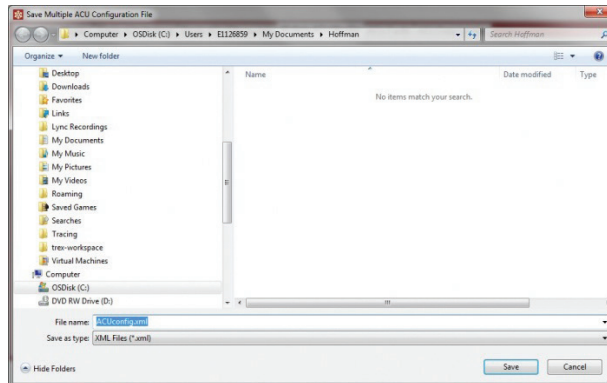 Save Multiple ACU Configuration File
Computer ▸ OSDisk (C:) ▸ Users ▸ E1126859 ▸ My Documents ▸ Hoffman
Search Hoffman
Organize ▾ New folder
Name Date modified Type
No items match your search.
Desktop
Downloads
Favorites
Links
Lync Recordings
My Documents
My Music
My Pictures
My Videos
Roaming
Saved Games
Searches
Tracing
trex-workspace
Virtual Machines
Computer
OSDisk (C:)
DVD RW Drive (D:)
File name: ACUconfig.xml
Save as type: XML Files (*.xml)
Hide Folders Save Cancel